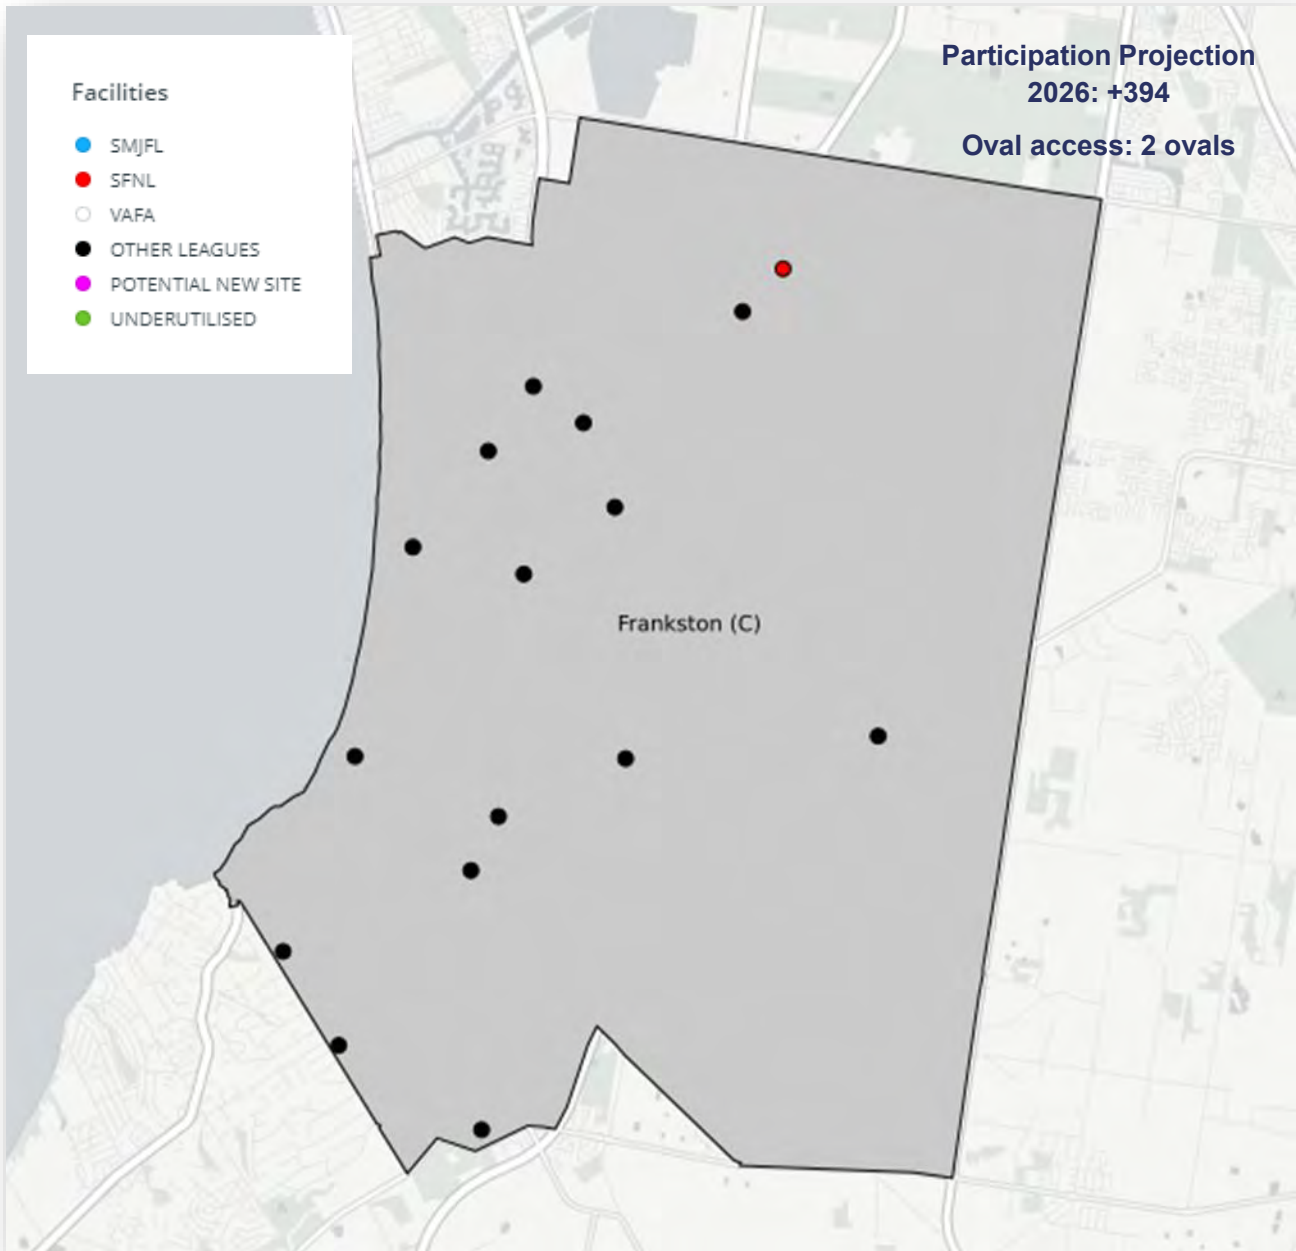 Facilities
SMJFL
SFNL
VAFA
OTHER LEAGUES
POTENTIAL NEW SITE
UNDERUTILISED
Participation Projection
2026: +394
Oval access: 2 ovals
Frankston (C)